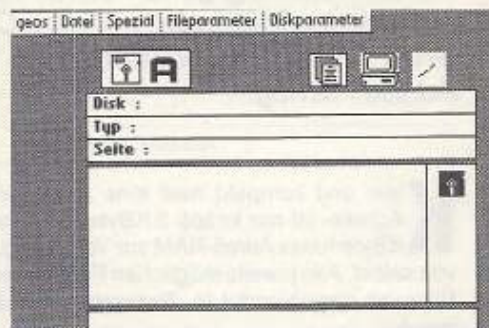 geos Datei Spezial Fileparameter Diskparameter
A
Disk :
Typ :
Seite :